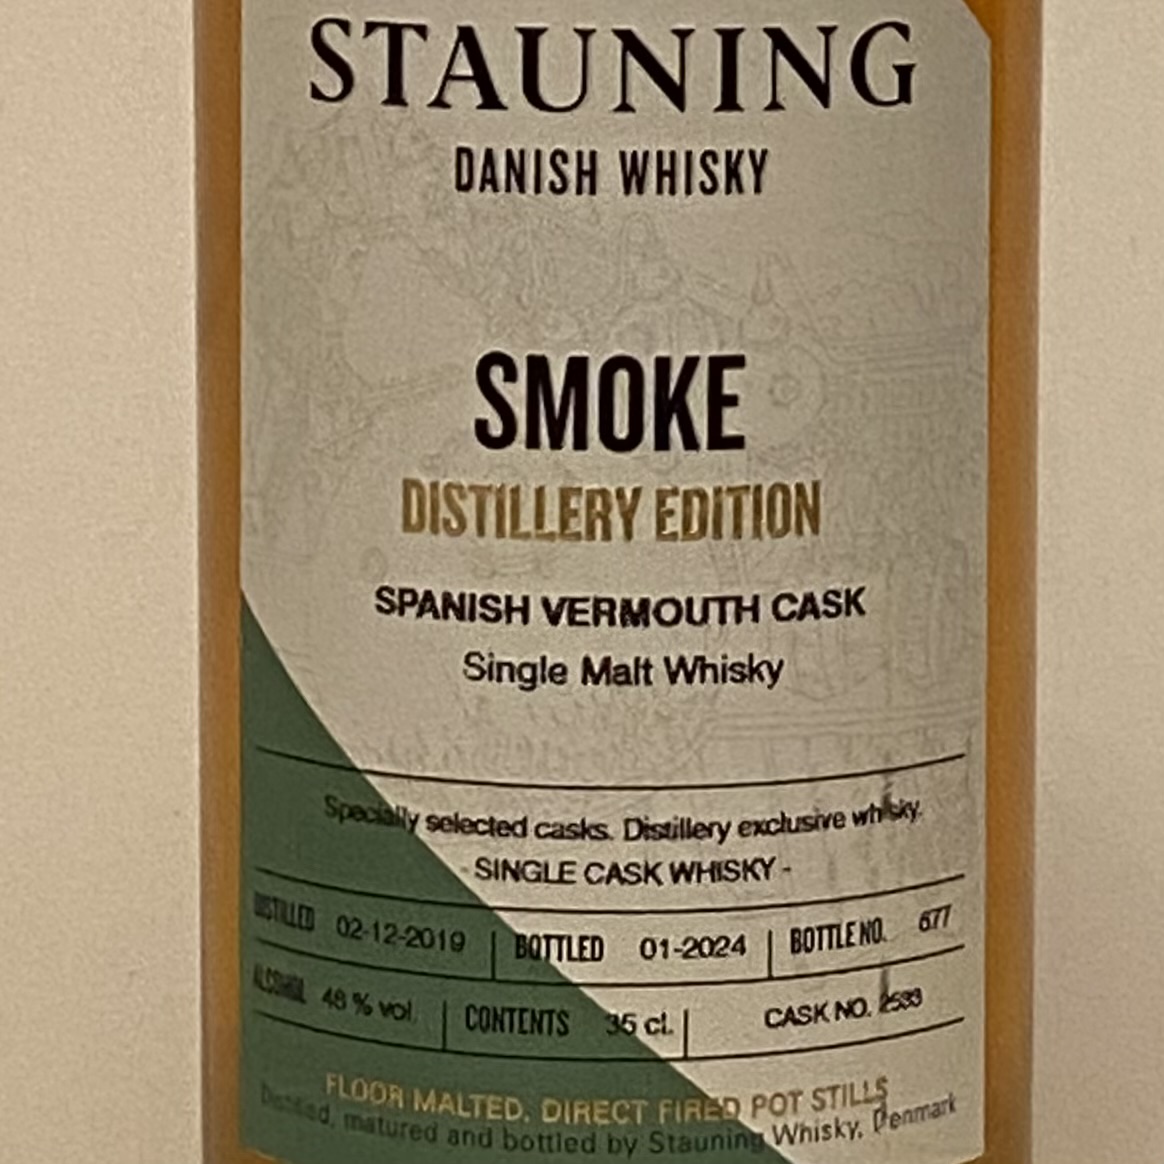 STAUNING
DANISH WHISKY
SMOKE
DISTILLERY EDITION
SPANISH VERMOUTH CASK
Single Malt Whisky
Specially selected casks. Distillery exclusive whisky.
- SINGLE CASK WHISKY -
DISTILLED 02-12-2019 | BOTTLED 01-2024 | BOTTLE NO. 677
ALCOHOL % vol. | CONTENTS 35 cl. | CASK NO.
FLOOR MALTED, DIRECT FIRED POT STILLS
Distilled, matured and bottled by Stauning Whisky, Denmark